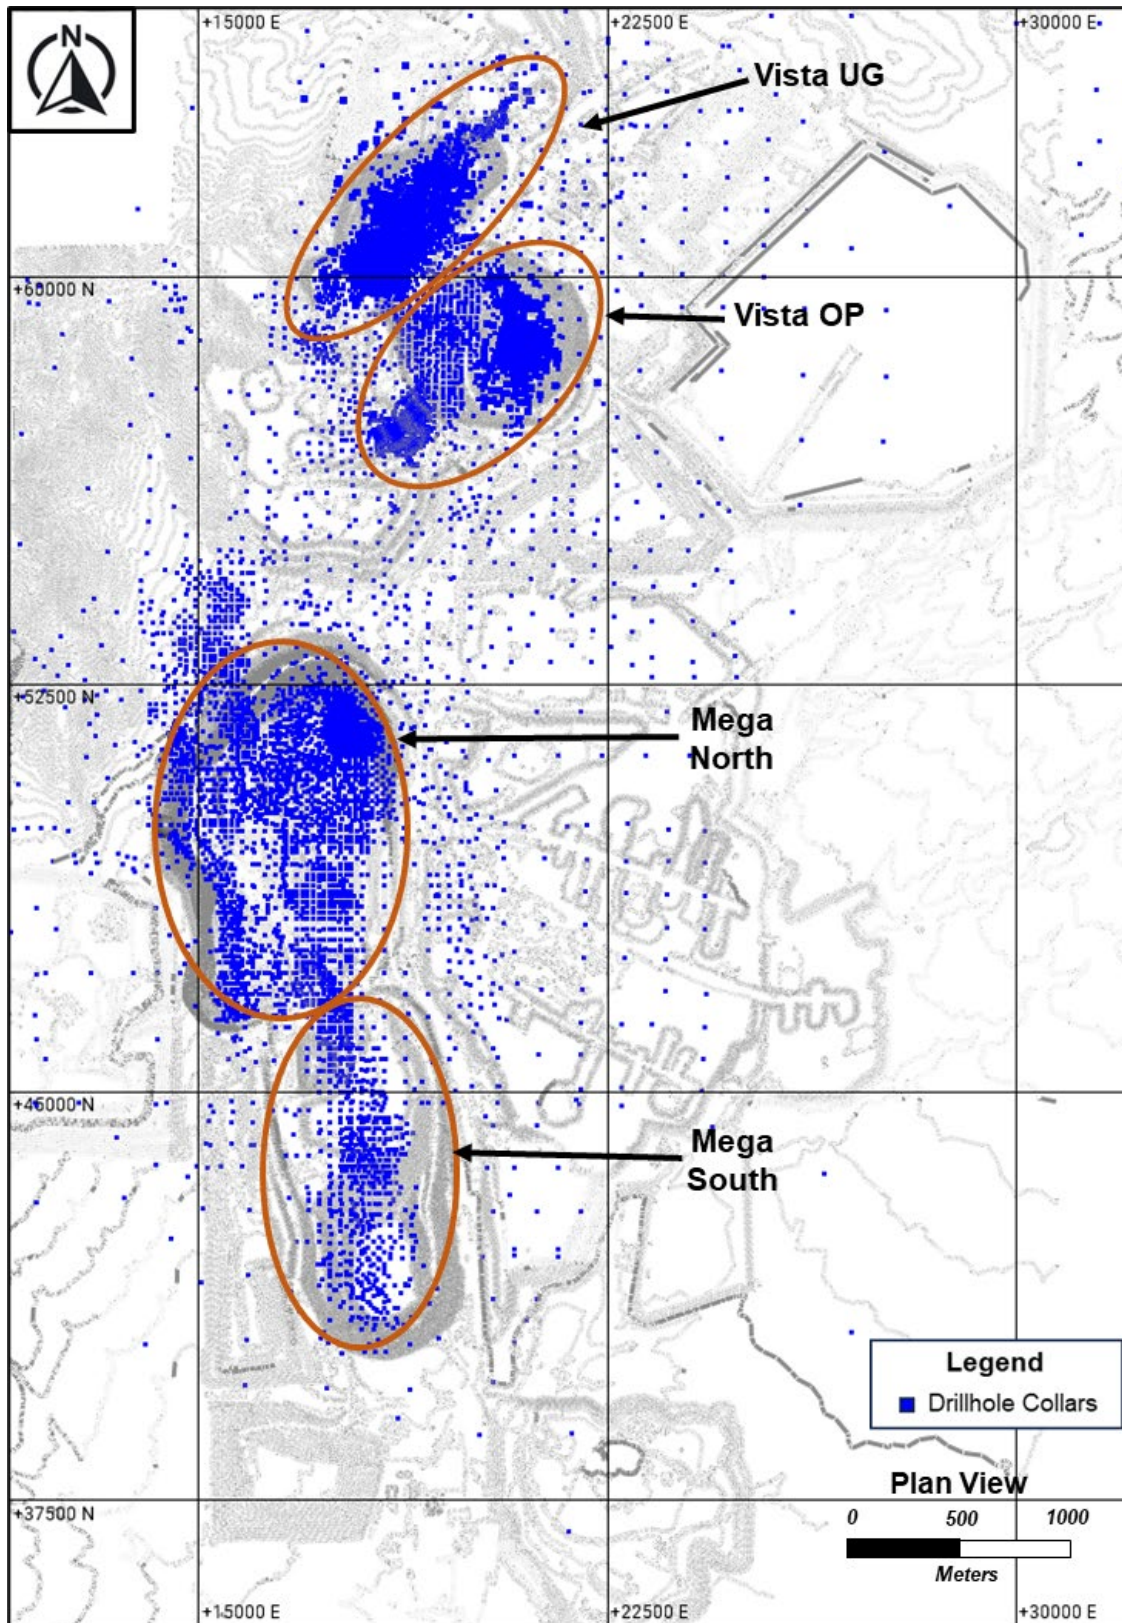 N
+15000 E
+22500 E
+30000 E
Vista UG
+60000 N
Vista OP
+52500 N
Mega
North
+45000 N
Mega
South
Legend
Drillhole Collars
Plan View
+37500 N
0 500 1000
Meters
+15000 E
+22500 E
+30000 E